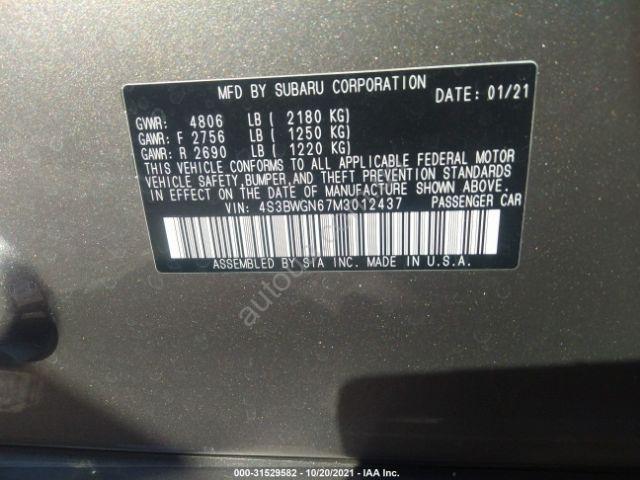 MFD BY SUBARU CORPORATION DATE: 01/21
GVWR: 4806 LB ( 2180 KG)
GAWR: F 2756 LB ( 1250 KG)
GAWR: R 2690 LB ( 1220 KG)
THIS VEHICLE CONFORMS TO ALL APPLICABLE FEDERAL MOTOR
VEHICLE SAFETY, BUMPER, AND THEFT PREVENTION STANDARDS
IN EFFECT ON THE DATE OF MANUFACTURE SHOWN ABOVE.
VIN: 4S3BWGN67M3012437 PASSENGER CAR
ASSEMBLED BY SIA INC. MADE IN U.S.A.
000-31529582 - 10/20/2021 - IAA Inc.